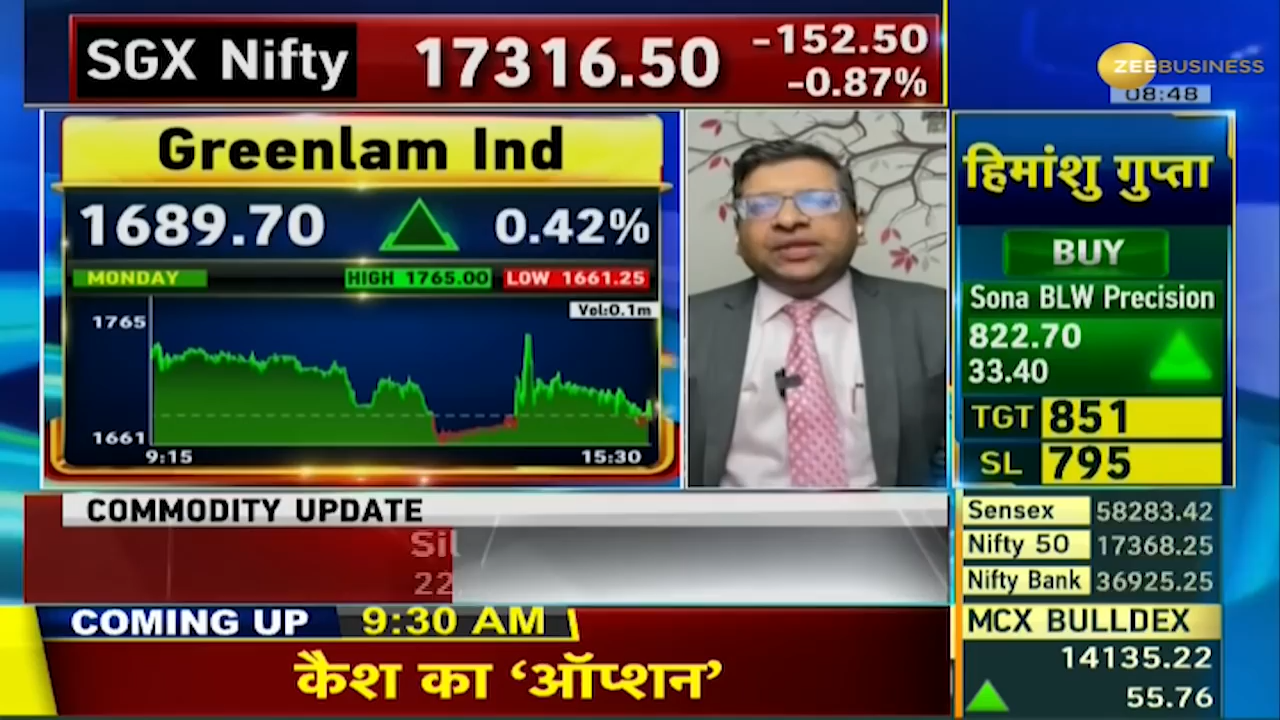 SGX Nifty
17316.50
-152.50
-0.87%
ZEEBUSINESS
08:48
Greenlam Ind
1689.70
0.42%
MONDAY
HIGH 1765.00
LOW 1661.25
Vol:0.1m
1765
1661
9:15
15:30
हिमांशु गुप्ता
BUY
Sona BLW Precision
822.70
33.40
TGT 851
SL 795
COMMODITY UPDATE
Sil
22
Sensex 58283.42
Nifty 50 17368.25
Nifty Bank 36925.25
MCX BULLDEX
14135.22
55.76
COMING UP 9:30 AM
कैश का ‘ऑप्शन’